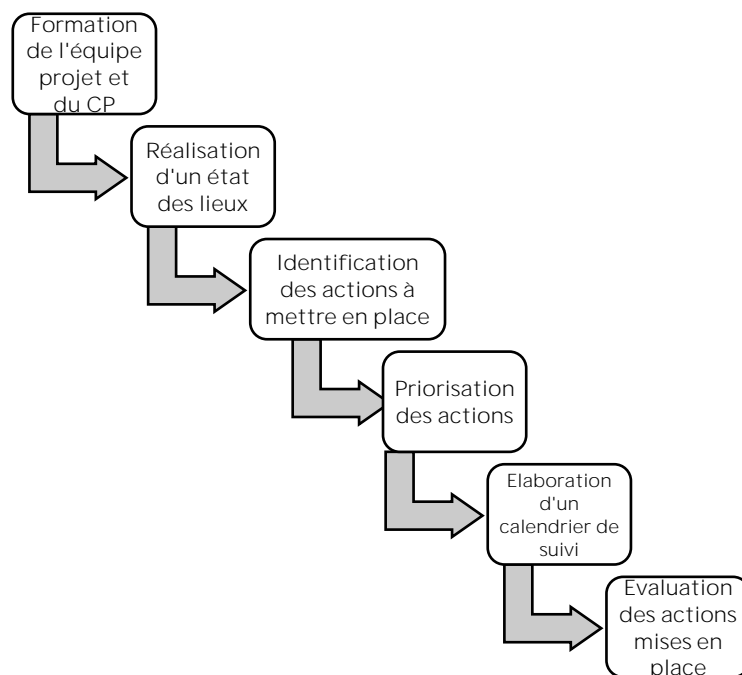 Formation
de l'équipe
projet et
du CP
Réalisation
d'un état
des lieux
Identification
des actions à
mettre en place
Priorisation
des actions
Elaboration
d'un
calendrier de
suivi
Evaluation
des actions
mises en
place